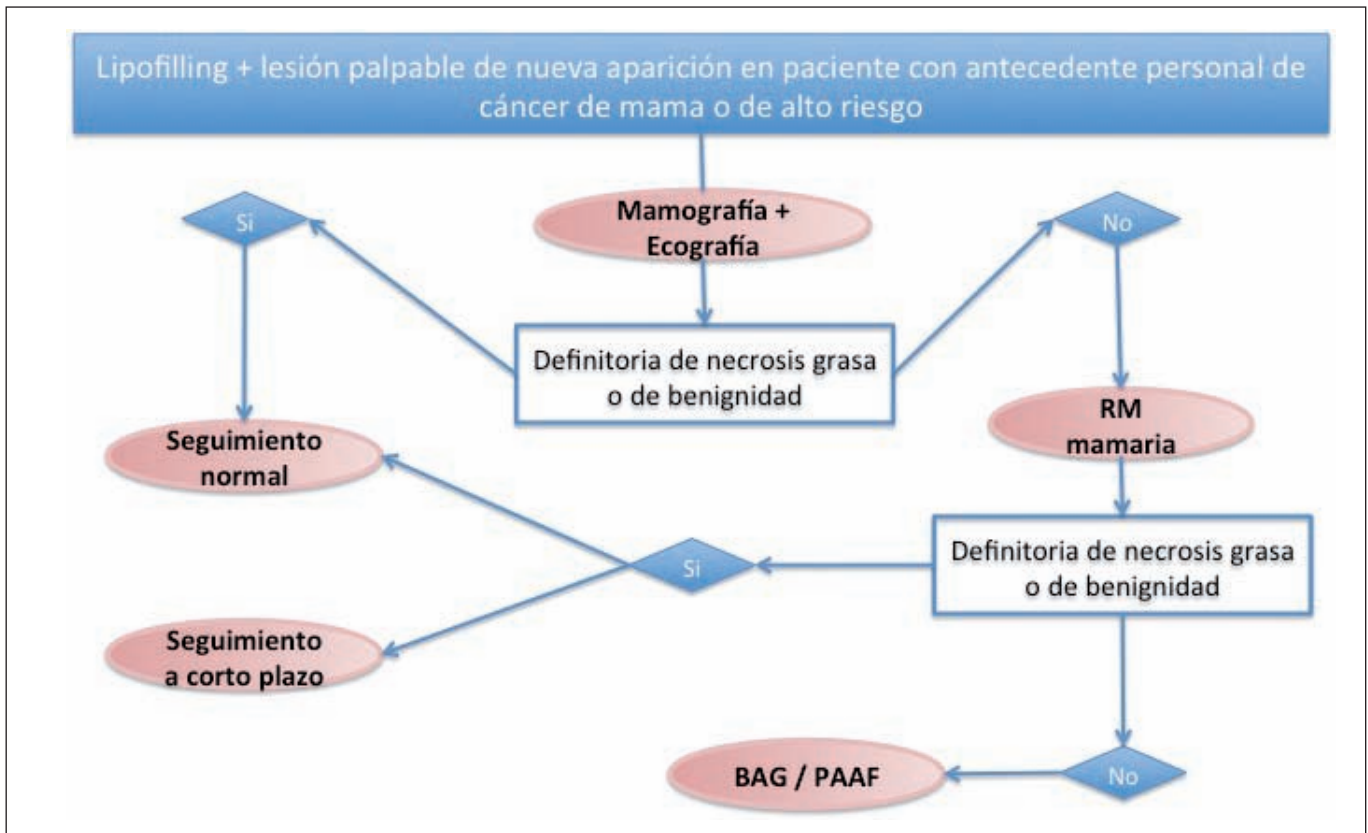 Lipofilling + lesión palpable de nueva aparición en paciente con antecedente personal de
cáncer de mama o de alto riesgo
Si
Mamografía +
Ecografía
No
Definitoria de necrosis grasa
o de benignidad
Seguimiento
normal
RM
mamaria
Si
Definitoria de necrosis grasa
o de benignidad
Seguimiento
a corto plazo
BAG / PAAF
No